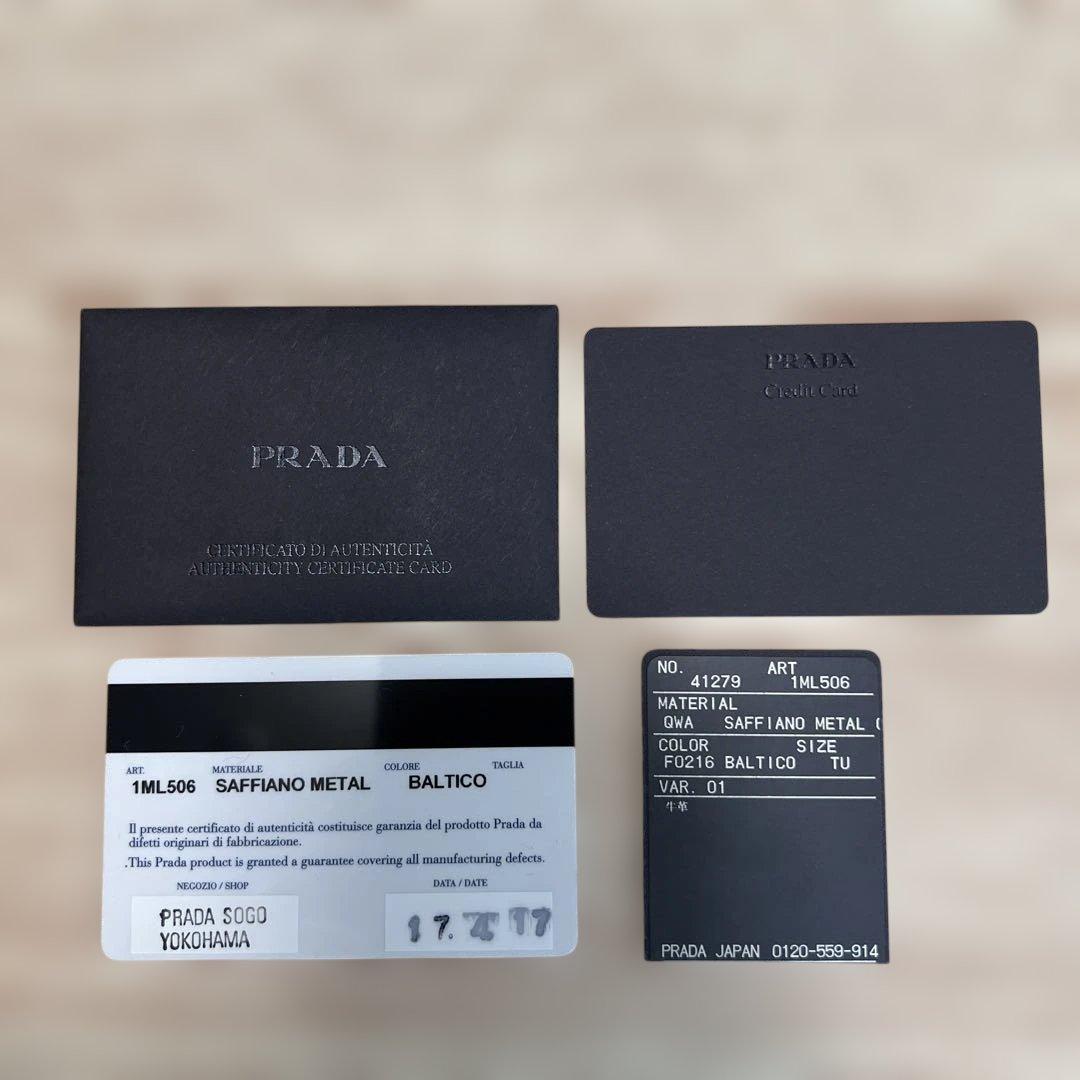 PRADA
CERTIFICATO DI AUTENTICITÀ
AUTHENTICITY CERTIFICATE CARD
PRADA
Credit Card
ART. MATERIALE COLORE TAGLIA
1ML506 SAFFIANO METAL BALTICO
Il presente certificato di autenticità costituisce garanzia del prodotto Prada da
difetti originari di fabbricazione.
.This Prada product is granted a guarantee covering all manufacturing defects.
NEGOZIO / SHOP DATA / DATE
PRADA SOGO
YOKOHAMA
17. 4 17
NO. ART
41279 1ML506
MATERIAL
QWA SAFFIANO METAL
COLOR SIZE
F0216 BALTICO TU
VAR. 01
牛革
PRADA JAPAN 0120-559-914